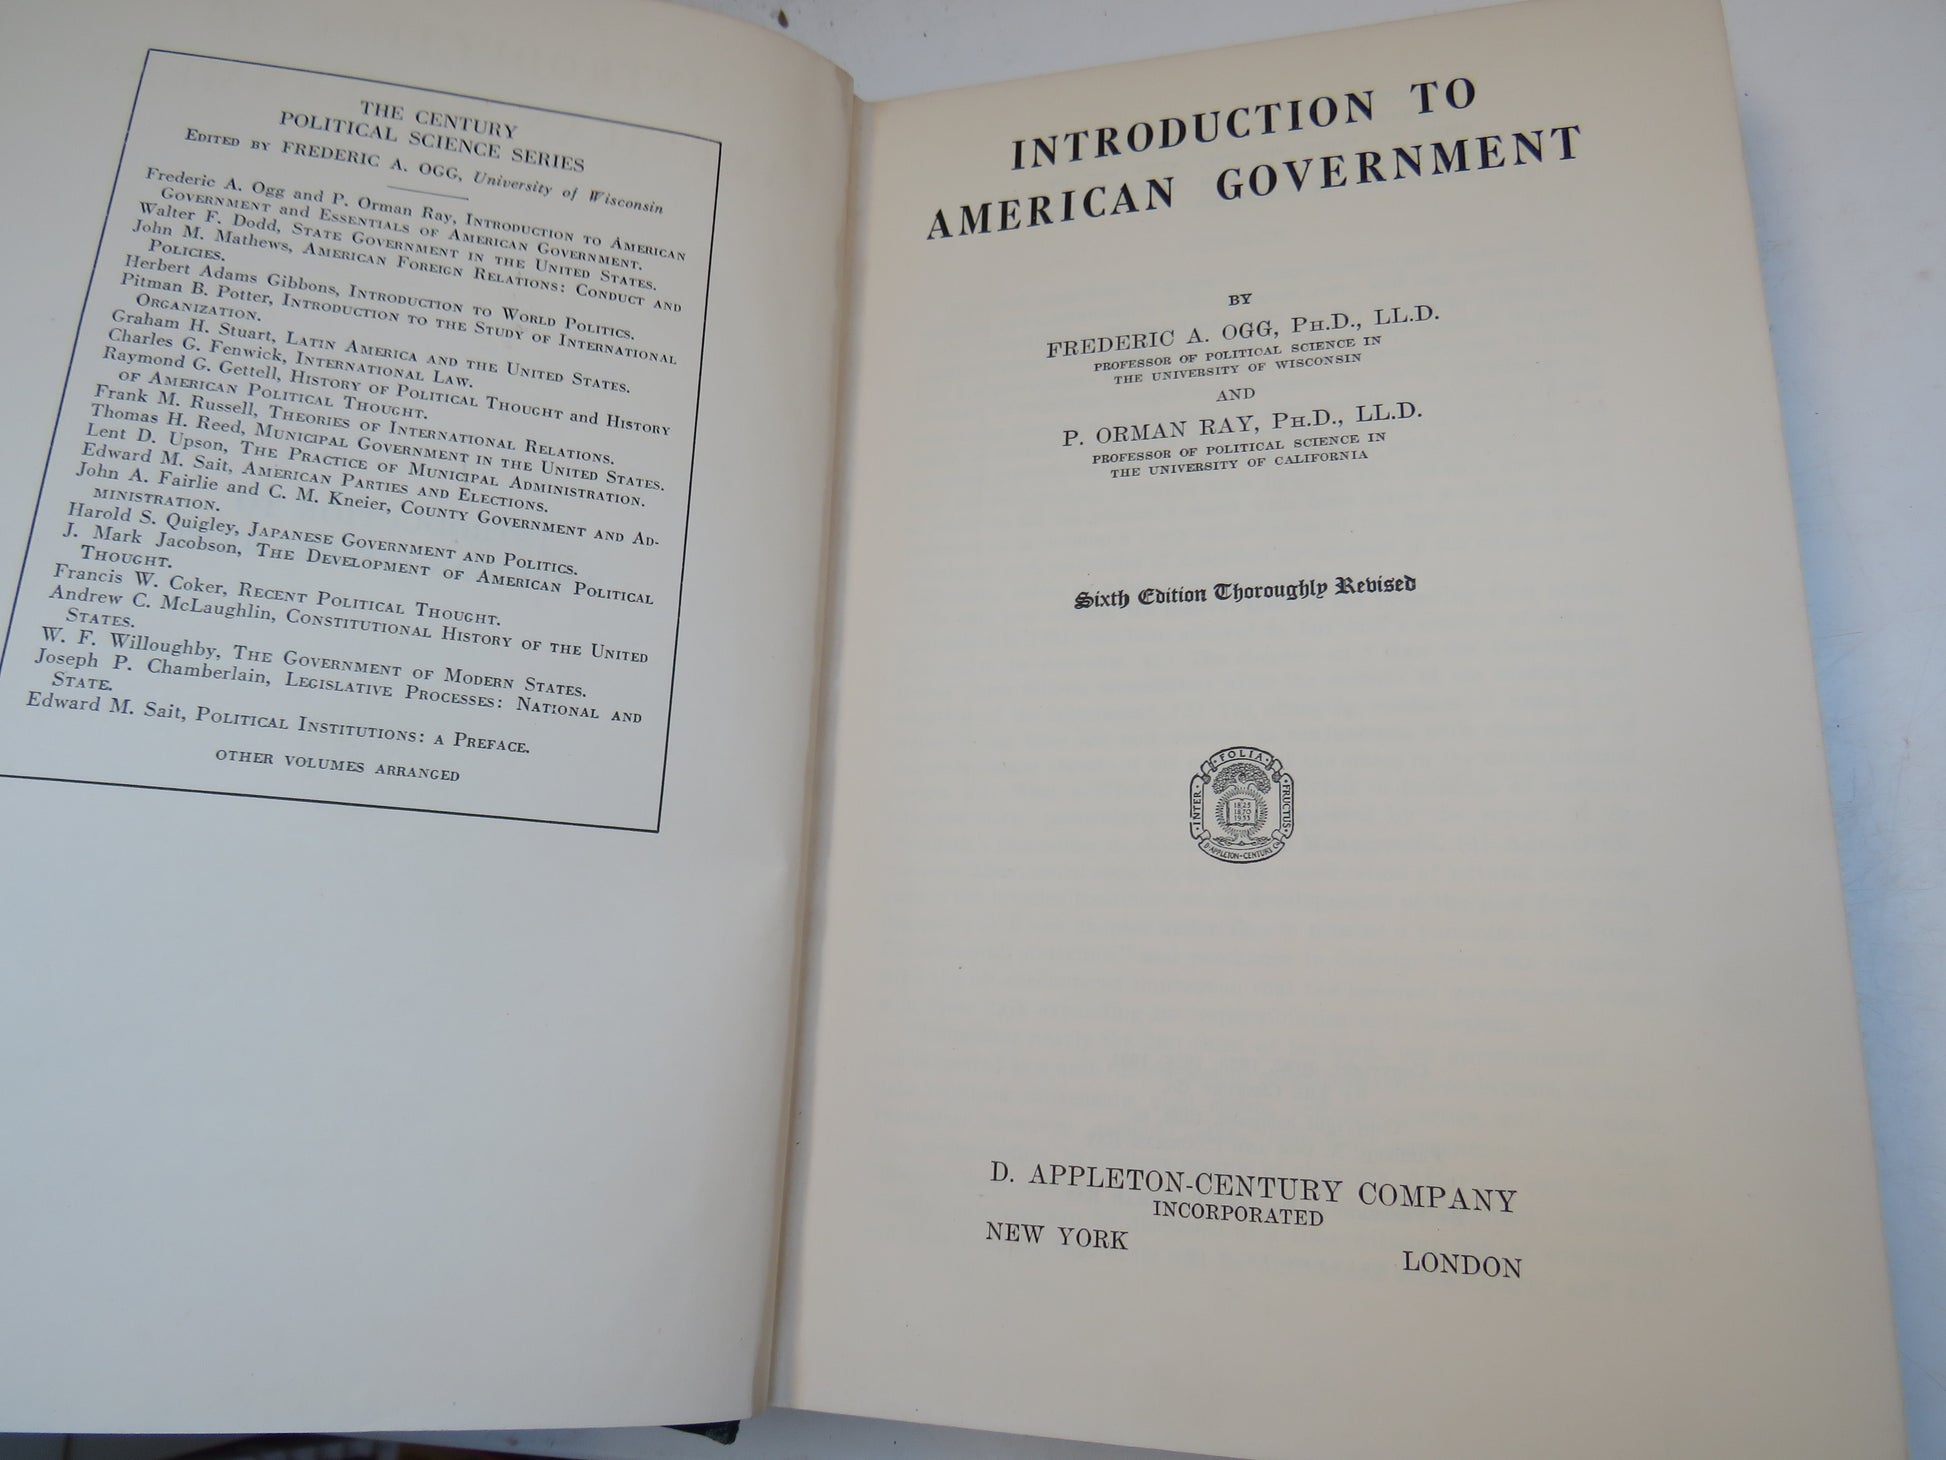 THE CENTURY
POLITICAL SCIENCE SERIES
EDITED BY FREDERIC A. OGG, University of Wisconsin
Frederic A. Ogg and P. Orman Ray, INTRODUCTION TO AMERICAN
GOVERNMENT and ESSENTIALS OF AMERICAN GOVERNMENT.
Walter F. Dodd, STATE GOVERNMENT IN THE UNITED STATES.
John M. Mathews, AMERICAN FOREIGN RELATIONS: CONDUCT AND
POLICIES.
Herbert Adams Gibbons, INTRODUCTION TO WORLD POLITICS.
Pitman B. Potter, INTRODUCTION TO THE STUDY OF INTERNATIONAL
ORGANIZATION.
Graham H. Stuart, LATIN AMERICA AND THE UNITED STATES.
Charles G. Fenwick, INTERNATIONAL LAW.
Raymond G. Gettell, HISTORY OF POLITICAL THOUGHT and HISTORY
OF AMERICAN POLITICAL THOUGHT.
Frank M. Russell, THEORIES OF INTERNATIONAL RELATIONS.
Thomas H. Reed, MUNICIPAL GOVERNMENT IN THE UNITED STATES.
Lent D. Upson, THE PRACTICE OF MUNICIPAL ADMINISTRATION.
Edward M. Sait, AMERICAN PARTIES AND ELECTIONS.
John A. Fairlie and C. M. Kneier, COUNTY GOVERNMENT AND AD-
MINISTRATION.
Harold S. Quigley, JAPANESE GOVERNMENT AND POLITICS.
J. Mark Jacobson, THE DEVELOPMENT OF AMERICAN POLITICAL
THOUGHT.
Francis W. Coker, RECENT POLITICAL THOUGHT.
Andrew C. McLaughlin, CONSTITUTIONAL HISTORY OF THE UNITED
STATES.
W. F. Willoughby, THE GOVERNMENT OF MODERN STATES.
Joseph P. Chamberlain, LEGISLATIVE PROCESSES: NATIONAL AND
STATE.
Edward M. Sait, POLITICAL INSTITUTIONS: A PREFACE.
OTHER VOLUMES ARRANGED
INTRODUCTION TO
AMERICAN GOVERNMENT
BY
FREDERIC A. OGG, PH.D., LL.D.
PROFESSOR OF POLITICAL SCIENCE IN
THE UNIVERSITY OF WISCONSIN
AND
P. ORMAN RAY, PH.D., LL.D.
PROFESSOR OF POLITICAL SCIENCE IN
THE UNIVERSITY OF CALIFORNIA
Sixth Edition Thoroughly Revised
INTER FOLIA FRUCTUS
1825
1870
1933
D. APPLETON-CENTURY CO
D. APPLETON-CENTURY COMPANY
INCORPORATED
NEW YORK LONDON